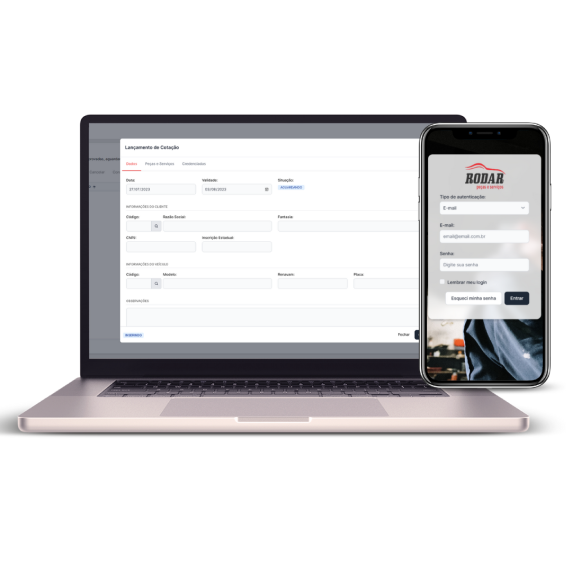 Lançamento de Cotação
Dados Peças e Serviços Credenciados
Data: Validade: Situação:
27/07/2023 03/08/2023
INFORMAÇÕES DO CLIENTE
Código: Razão Social: Fantasia:
CNPJ: Inscrição Estadual:
INFORMAÇÕES DO VEÍCULO
Código: Modelo: Renavam: Placa:
OBSERVAÇÕES
Fechar
RODAR
Tipo de autenticação:
E-mail
E-mail:
email@email.com.br
Senha:
Digite sua senha
Lembrar meu login
Esqueci minha senha Entrar